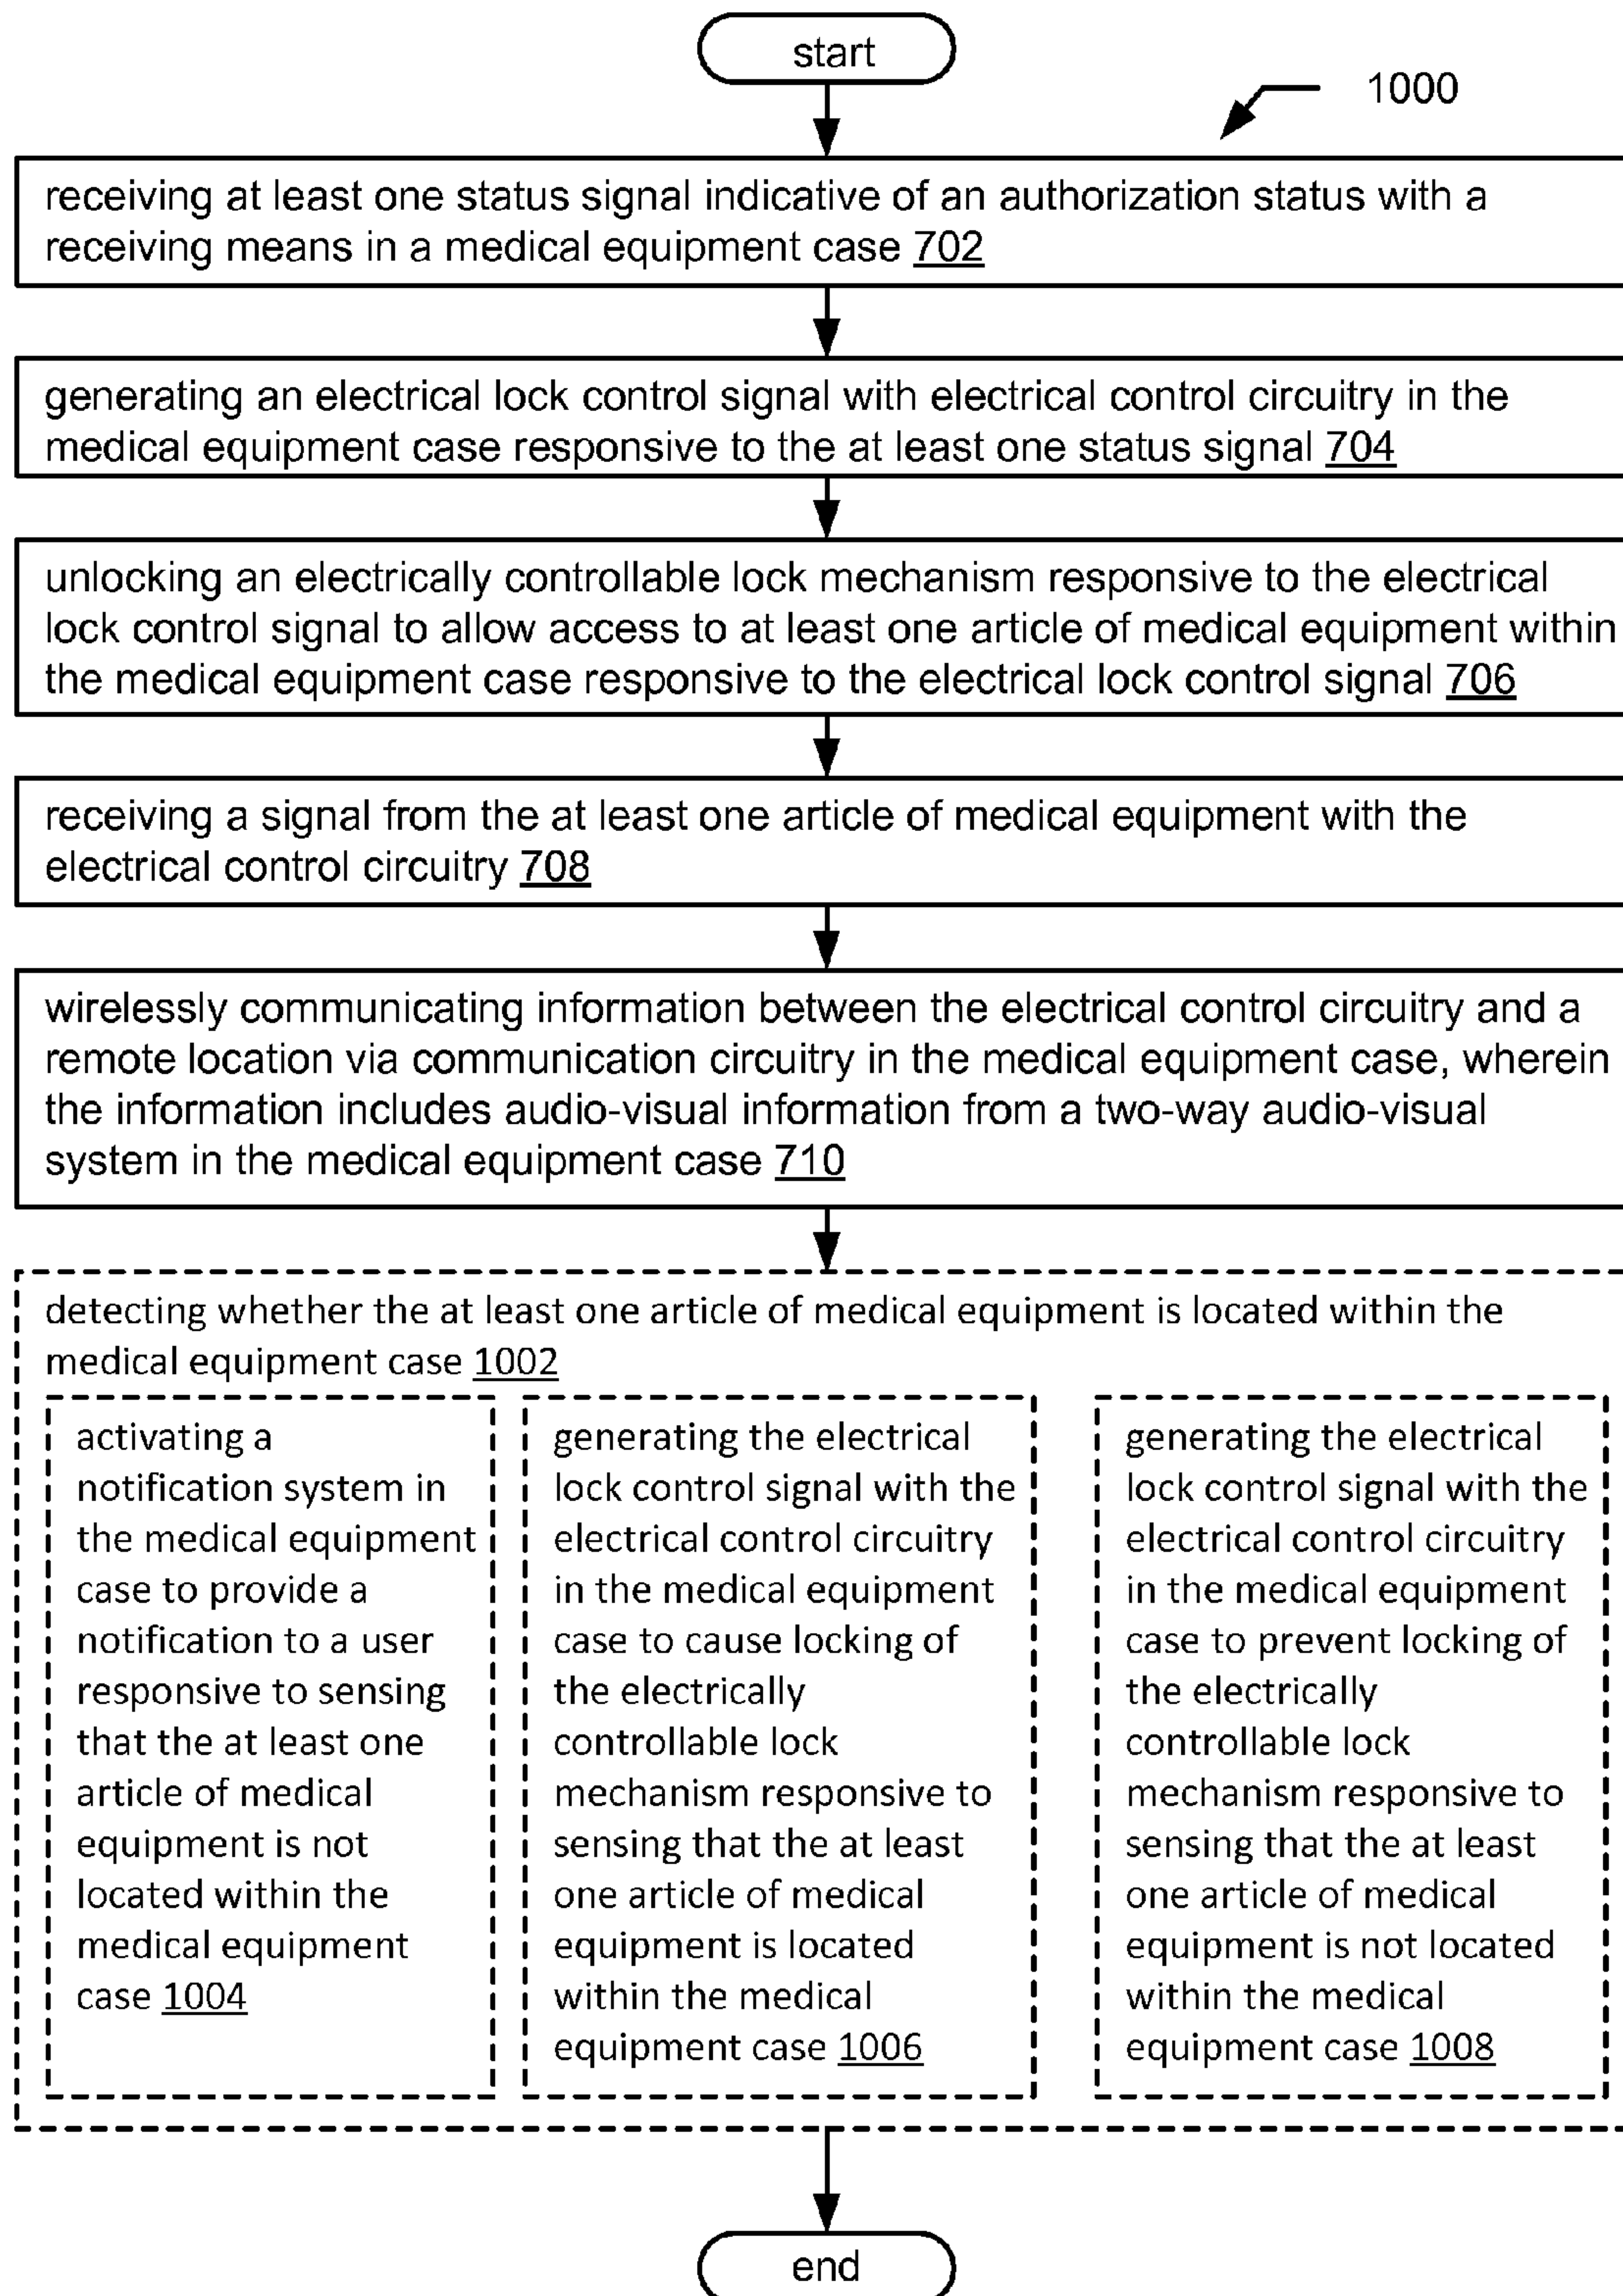 start
1000
receiving at least one status signal indicative of an authorization status with a
receiving means in a medical equipment case 702
generating an electrical lock control signal with electrical control circuitry in the
medical equipment case responsive to the at least one status signal 704
unlocking an electrically controllable lock mechanism responsive to the electrical
lock control signal to allow access to at least one article of medical equipment within
the medical equipment case responsive to the electrical lock control signal 706
receiving a signal from the at least one article of medical equipment with the
electrical control circuitry 708
wirelessly communicating information between the electrical control circuitry and a
remote location via communication circuitry in the medical equipment case, wherein
the information includes audio-visual information from a two-way audio-visual
system in the medical equipment case 710
detecting whether the at least one article of medical equipment is located within the
medical equipment case 1002
activating a
notification system in
the medical equipment
case to provide a
notification to a user
responsive to sensing
that the at least one
article of medical
equipment is not
located within the
medical equipment
case 1004
generating the electrical
lock control signal with the
electrical control circuitry
in the medical equipment
case to cause locking of
the electrically
controllable lock
mechanism responsive to
sensing that the at least
one article of medical
equipment is located
within the medical
equipment case 1006
generating the electrical
lock control signal with the
electrical control circuitry
in the medical equipment
case to prevent locking of
the electrically
controllable lock
mechanism responsive to
sensing that the at least
one article of medical
equipment is not located
within the medical
equipment case 1008
end